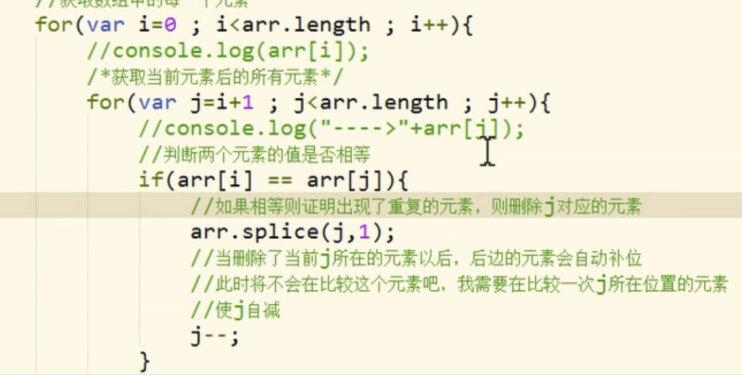 //获取数组中的每一个元素
for(var i=0 ; i<arr.length ; i++){
//console.log(arr[i]);
/*获取当前元素后的所有元素*/
for(var j=i+1 ; j<arr.length ; j++){
//console.log("---->"+arr[j]);
//判断两个元素的值是否相等
if(arr[i] == arr[j]){
//如果相等则证明出现了重复的元素，则删除j对应的元素
arr.splice(j,1);
//当删除了当前j所在的元素以后，后边的元素会自动补位
//此时将不会在比较这个元素吧，我需要在比较一次j所在位置的元素
//使j自减
j--;
}